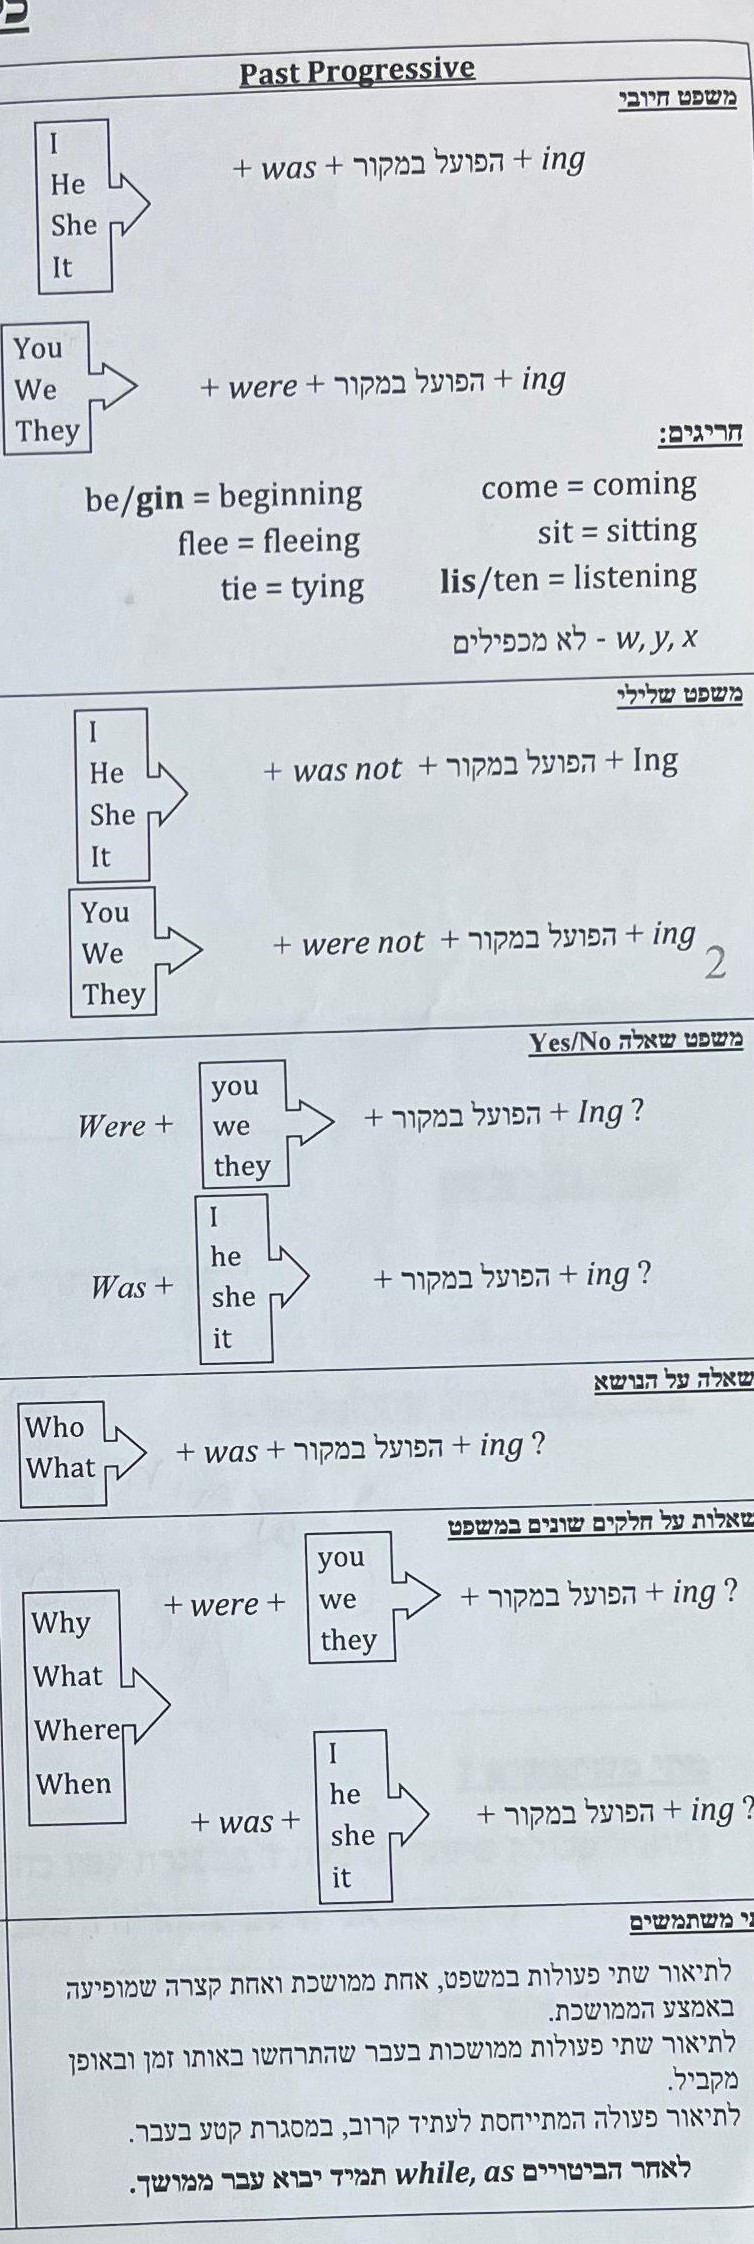 Past Progressive
משפט חיובי
I
He
She
It
+ was + הפועל במקור + ing
You
We
They
+ were + הפועל במקור + ing
חריגים:
be/gin = beginning
come = coming
flee = fleeing
sit = sitting
tie = tying
lis/ten = listening
w, y, x - לא מכפילים
משפט שלילי
I
He
She
It
+ was not + הפועל במקור + Ing
You
We
They
+ were not + הפועל במקור + ing
2
משפט שאלה Yes/No
Were +
you
we
they
+ הפועל במקור + Ing ?
Was +
I
he
she
it
+ הפועל במקור + ing ?
שאלה על הנושא
Who
What
+ was + הפועל במקור + ing ?
שאלות על חלקים שונים במשפט
Why
What
Where
When
+ were +
you
we
they
+ הפועל במקור + ing ?
+ was +
I
he
she
it
+ הפועל במקור + ing ?
משתמשים
לתיאור שתי פעולות במשפט, אחת ממושכת ואחת קצרה שמופיעה
באמצע הממושכת.
לתיאור שתי פעולות ממושכות בעבר שהתרחשו באותו זמן ובאופן
מקביל.
לתיאור פעולה המתייחסת לעתיד קרוב, במסגרת קטע בעבר.
לאחר הביטויים while, as תמיד יבוא עבר ממושך.